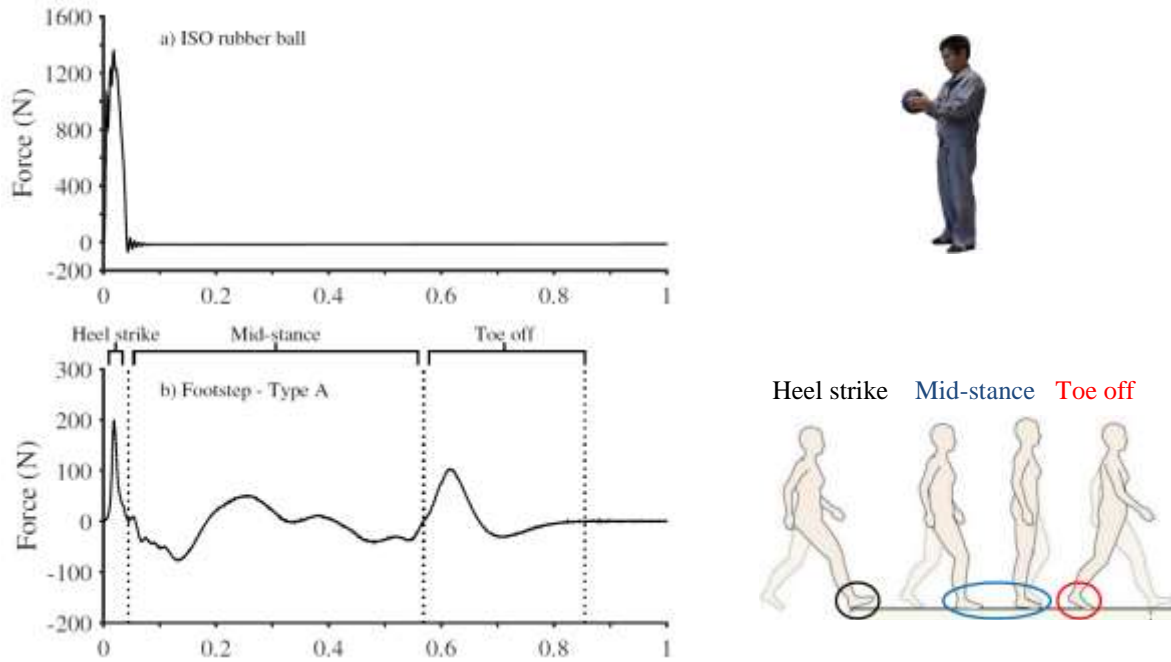 1600
1200
800
400
0
-200
Force (N)
a) ISO rubber ball
0 0.2 0.4 0.6 0.8 1
Heel strike Mid-stance Toe off
300
200
100
0
-100
-200
Force (N)
b) Footstep - Type A
0 0.2 0.4 0.6 0.8 1
Heel strike Mid-stance Toe off